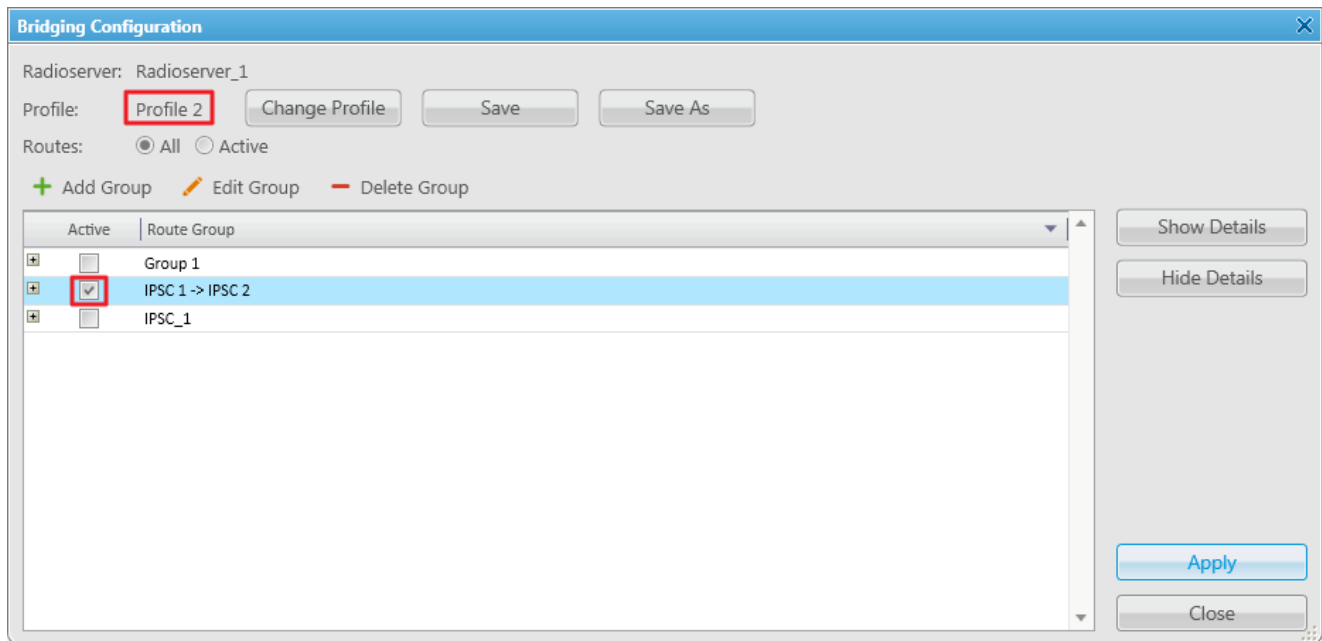 Bridging Configuration
Radioserver: Radioserver_1
Profile: Profile 2 Change Profile Save Save As
Routes: All Active
Add Group Edit Group Delete Group
Active Route Group Show Details
Group 1
Hide Details
IPSC 1 -> IPSC 2
IPSC_1
Apply
Close